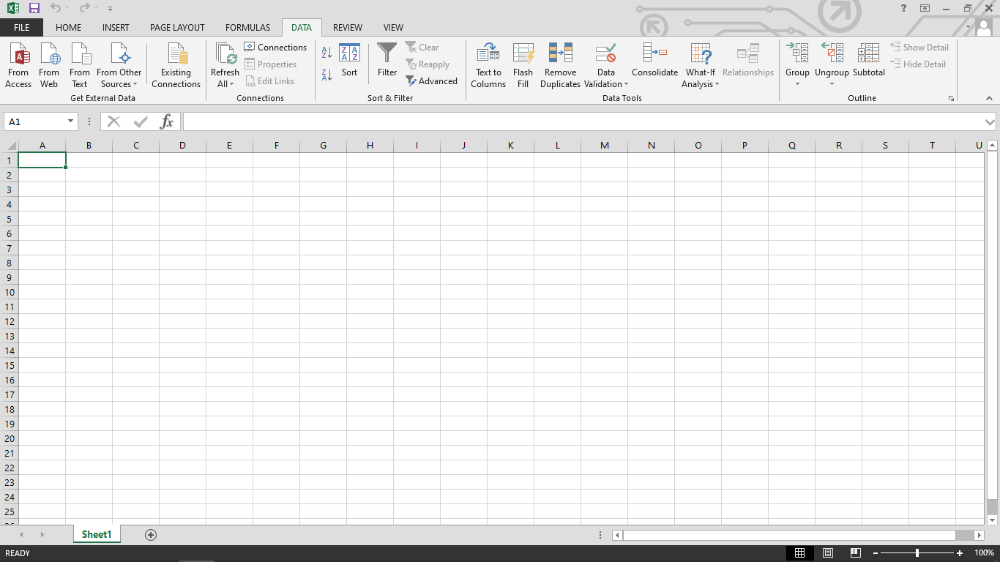 ?
FILE HOME INSERT PAGE LAYOUT FORMULAS DATA REVIEW VIEW
From Access
From Web
From Text
From Other Sources
Get External Data
Existing Connections
Refresh All
Connections
Properties
Edit Links
Connections
A Z
Z A
Z A A Z
Sort
Filter
Clear
Reapply
Advanced
Sort & Filter
Text to Columns
Flash Fill
Remove Duplicates
Data Validation
Consolidate
What-If Analysis
Relationships
Data Tools
Group
Ungroup
Subtotal
Show Detail
Hide Detail
Outline
A1
fx
A B C D E F G H I J K L M N O P Q R S T U
1
2
3
4
5
6
7
8
9
10
11
12
13
14
15
16
17
18
19
20
21
22
23
24
25
Sheet1
READY
100%